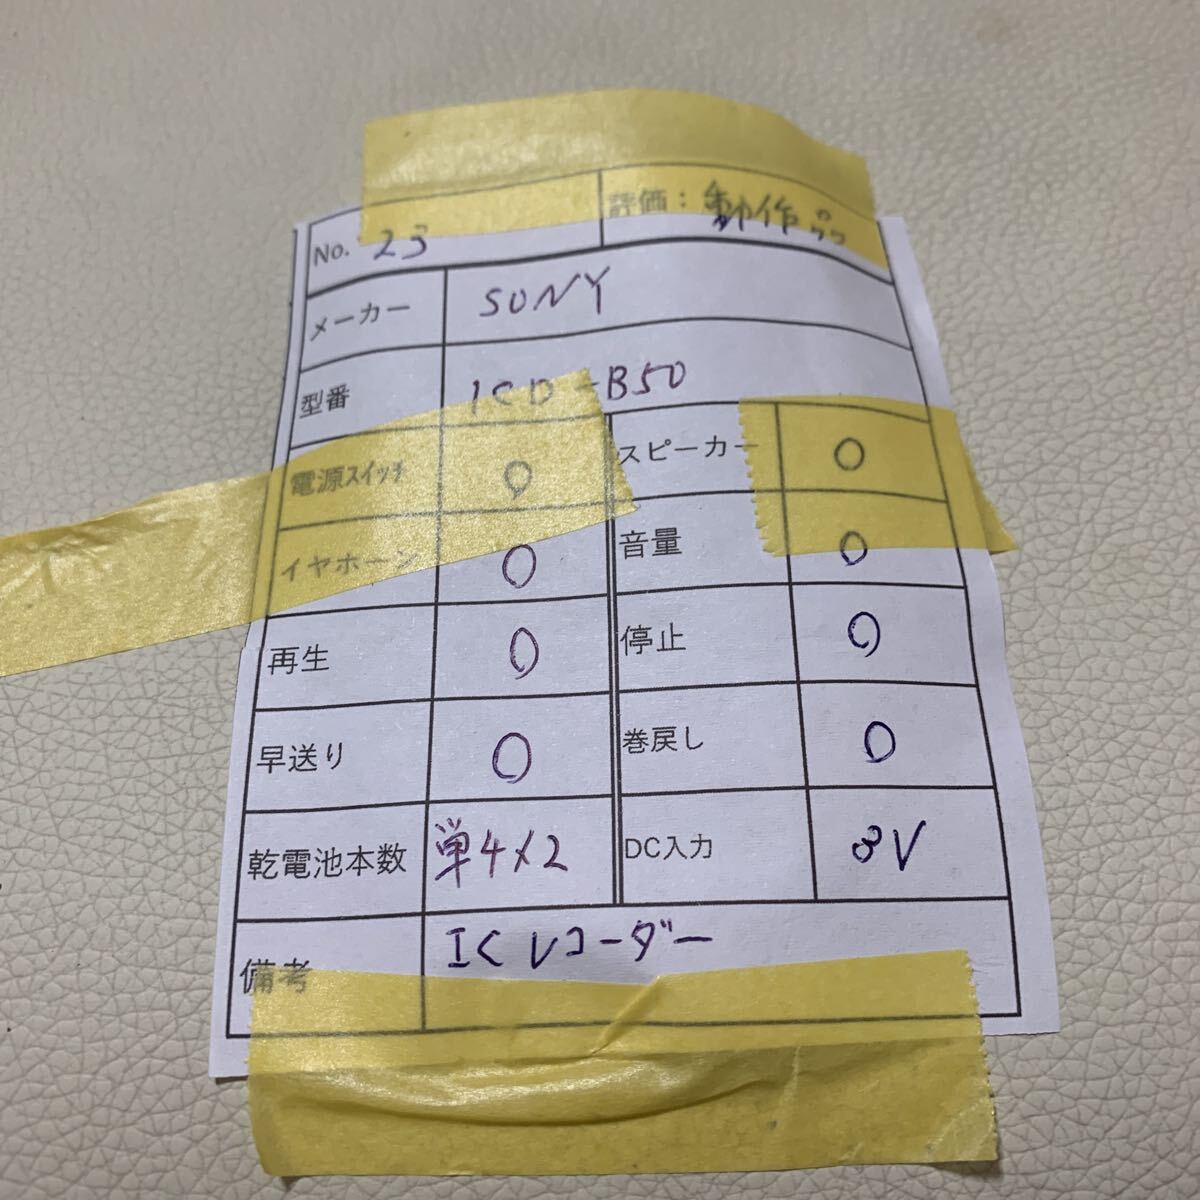 No. 23 評価：動作品
メーカー SONY
型番 ICD-B50
電源スイッチ ○ スピーカー ○
イヤホーン ○ 音量 ○
再生 ○ 停止 ○
早送り ○ 巻戻し ○
乾電池本数 単4×2 DC入力 3V
備考 ICレコーダー